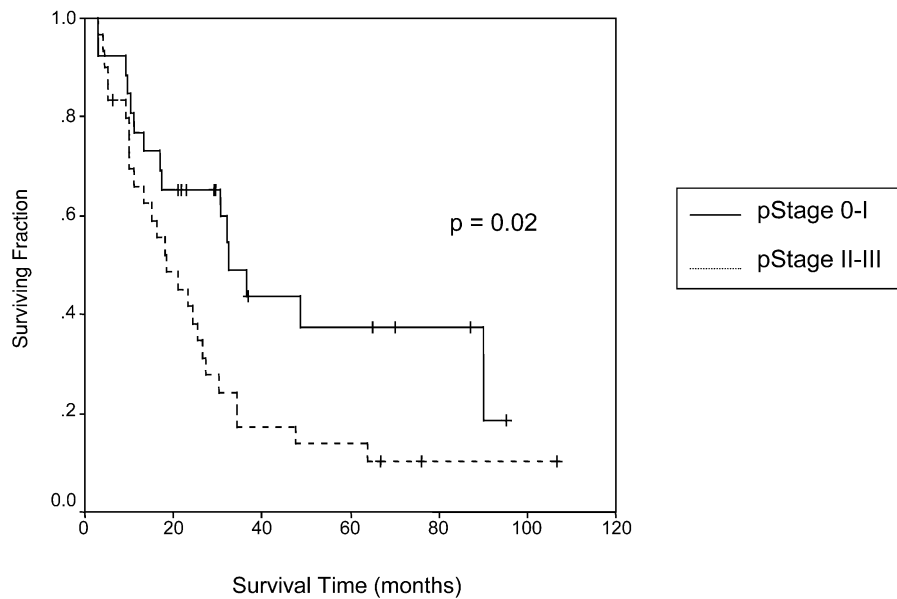 1.0
.8
.6
.4
.2
0.0
Surviving Fraction
p = 0.02
0 20 40 60 80 100 120
Survival Time (months)
pStage 0-I
pStage II-III